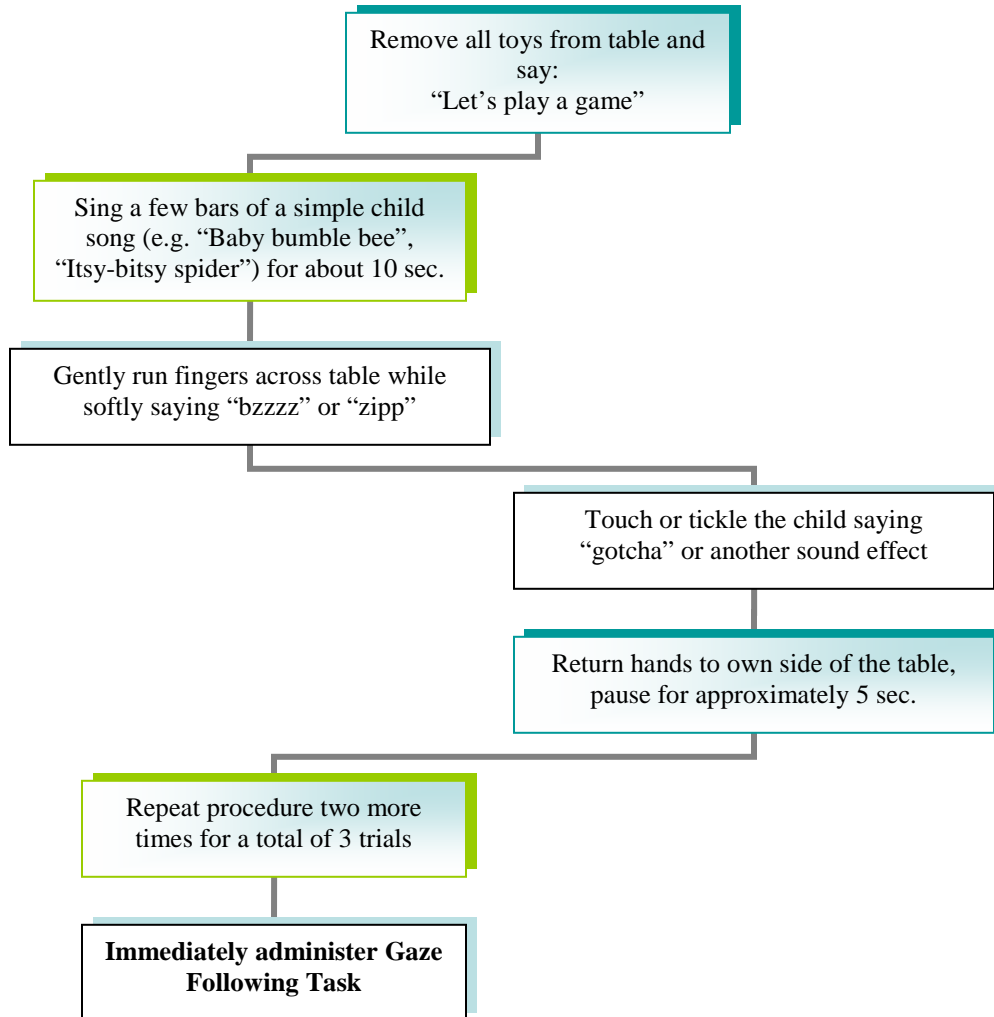 Remove all toys from table and
say:
“Let’s play a game”
Sing a few bars of a simple child
song (e.g. “Baby bumble bee”,
“Itsy-bitsy spider”) for about 10 sec.
Gently run fingers across table while
softly saying “bzzzz” or “zipp”
Touch or tickle the child saying
“gotcha” or another sound effect
Return hands to own side of the table,
pause for approximately 5 sec.
Repeat procedure two more
times for a total of 3 trials
Immediately administer Gaze
Following Task